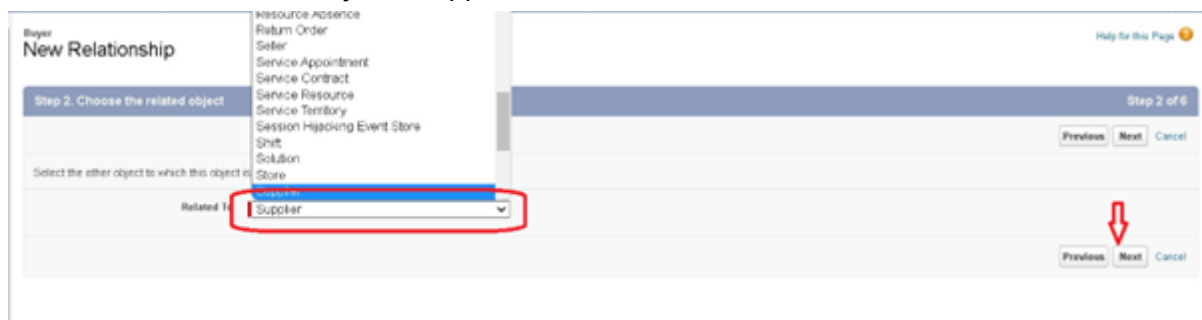 Buyer
New Relationship
Help for this Page
Resource Absence
Return Order
Seller
Service Appointment
Service Contract
Service Resource
Service Territory
Session Hijacking Event Store
Shift
Solution
Store
Supplier
Step 2. Choose the related object
Step 2 of 6
Previous Next Cancel
Select the other object to which this object is
Related To
Supplier
Previous Next Cancel